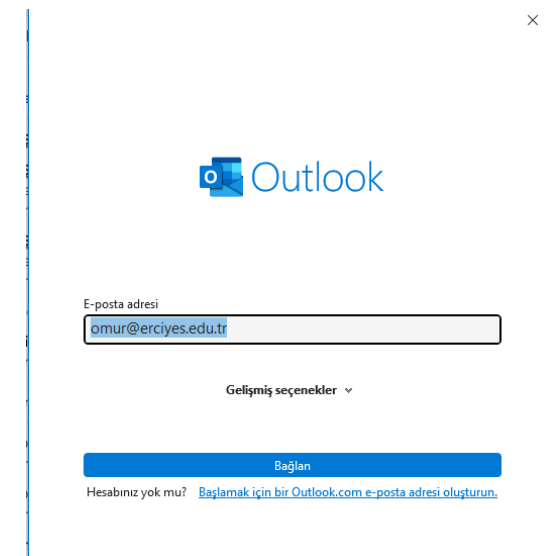 Outlook
E-posta adresi
omur@erciyes.edu.tr
Gelişmiş seçenekler
Bağlan
Hesabınız yok mu? Başlamak için bir Outlook.com e-posta adresi oluşturun.